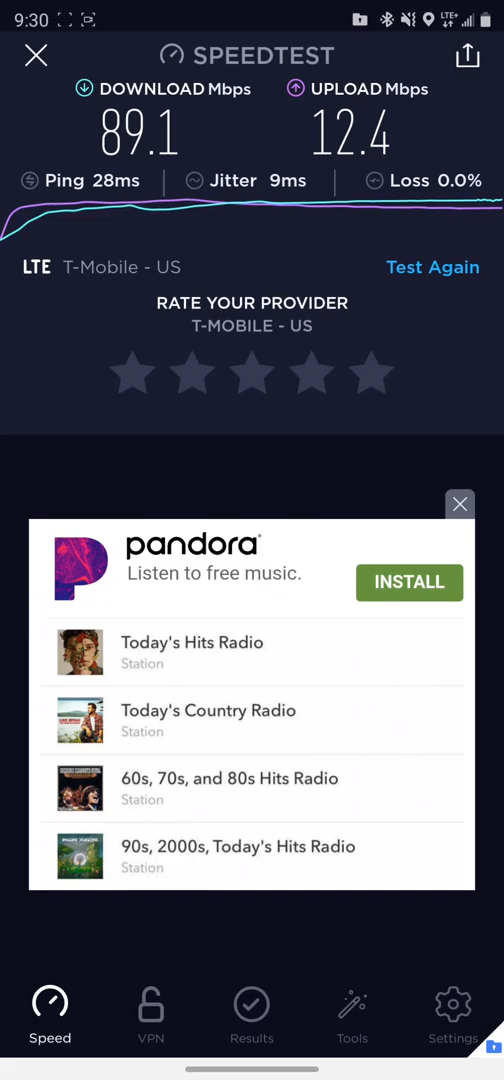 9:30 LTE+
SPEEDTEST
DOWNLOAD Mbps UPLOAD Mbps
89.1 12.4
Ping 28ms Jitter 9ms Loss 0.0%
LTE T-Mobile - US Test Again
RATE YOUR PROVIDER
T-MOBILE - US
pandora
Listen to free music.
INSTALL
Today's Hits Radio
Station
Today's Country Radio
Station
60s, 70s, and 80s Hits Radio
Station
90s, 2000s, Today's Hits Radio
Station
Speed VPN Results Tools Settings